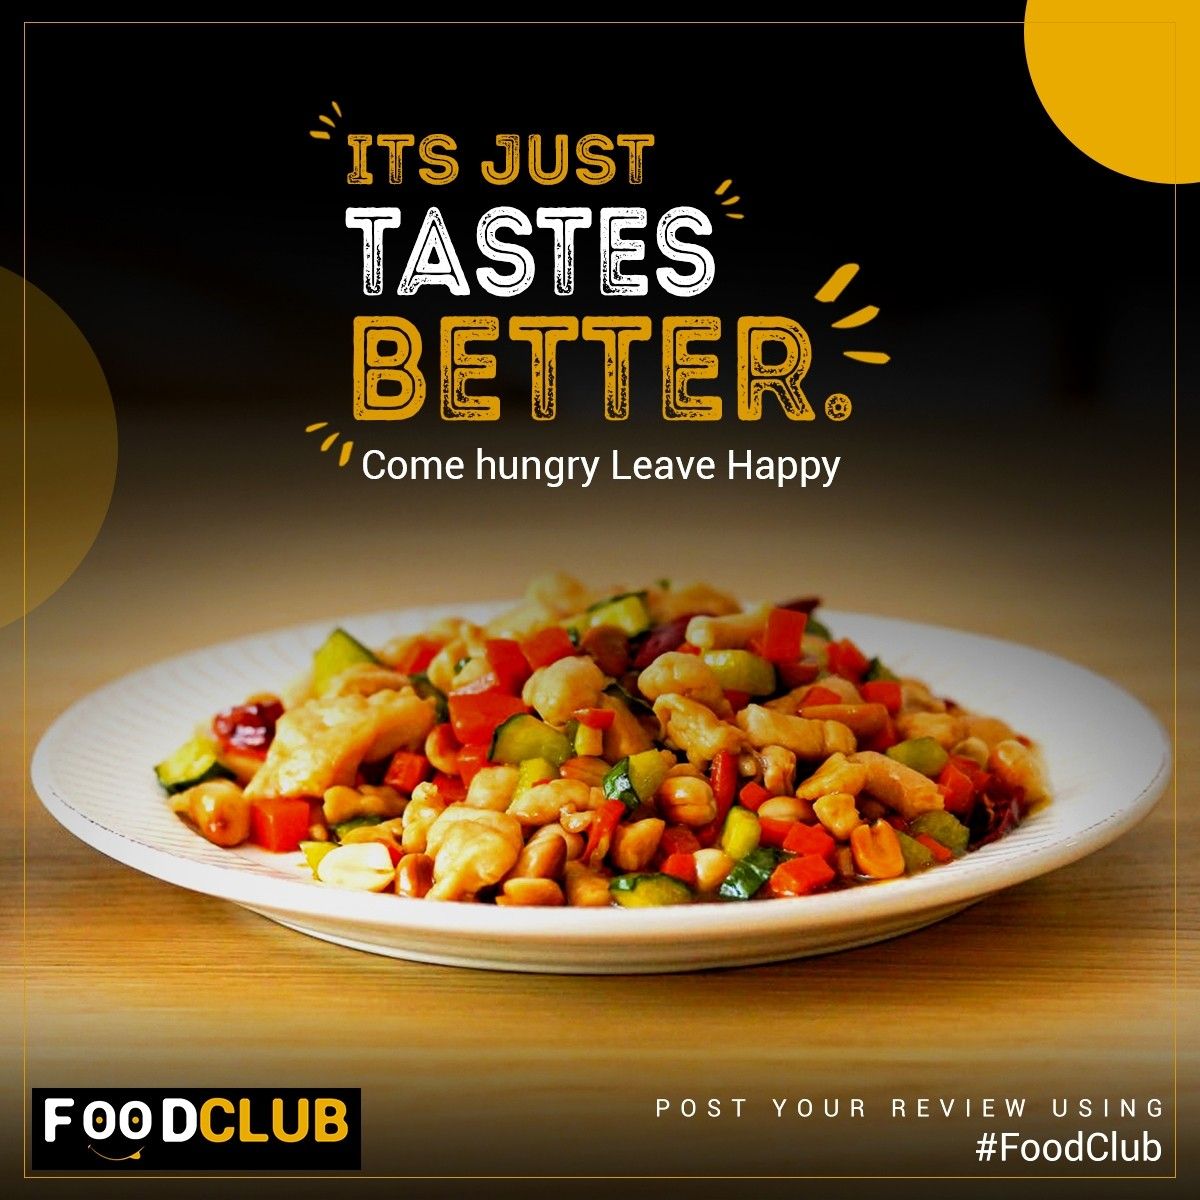 ITS JUST
TASTES
BETTER.
Come hungry Leave Happy
FOODCLUB
POST YOUR REVIEW USING
#FoodClub